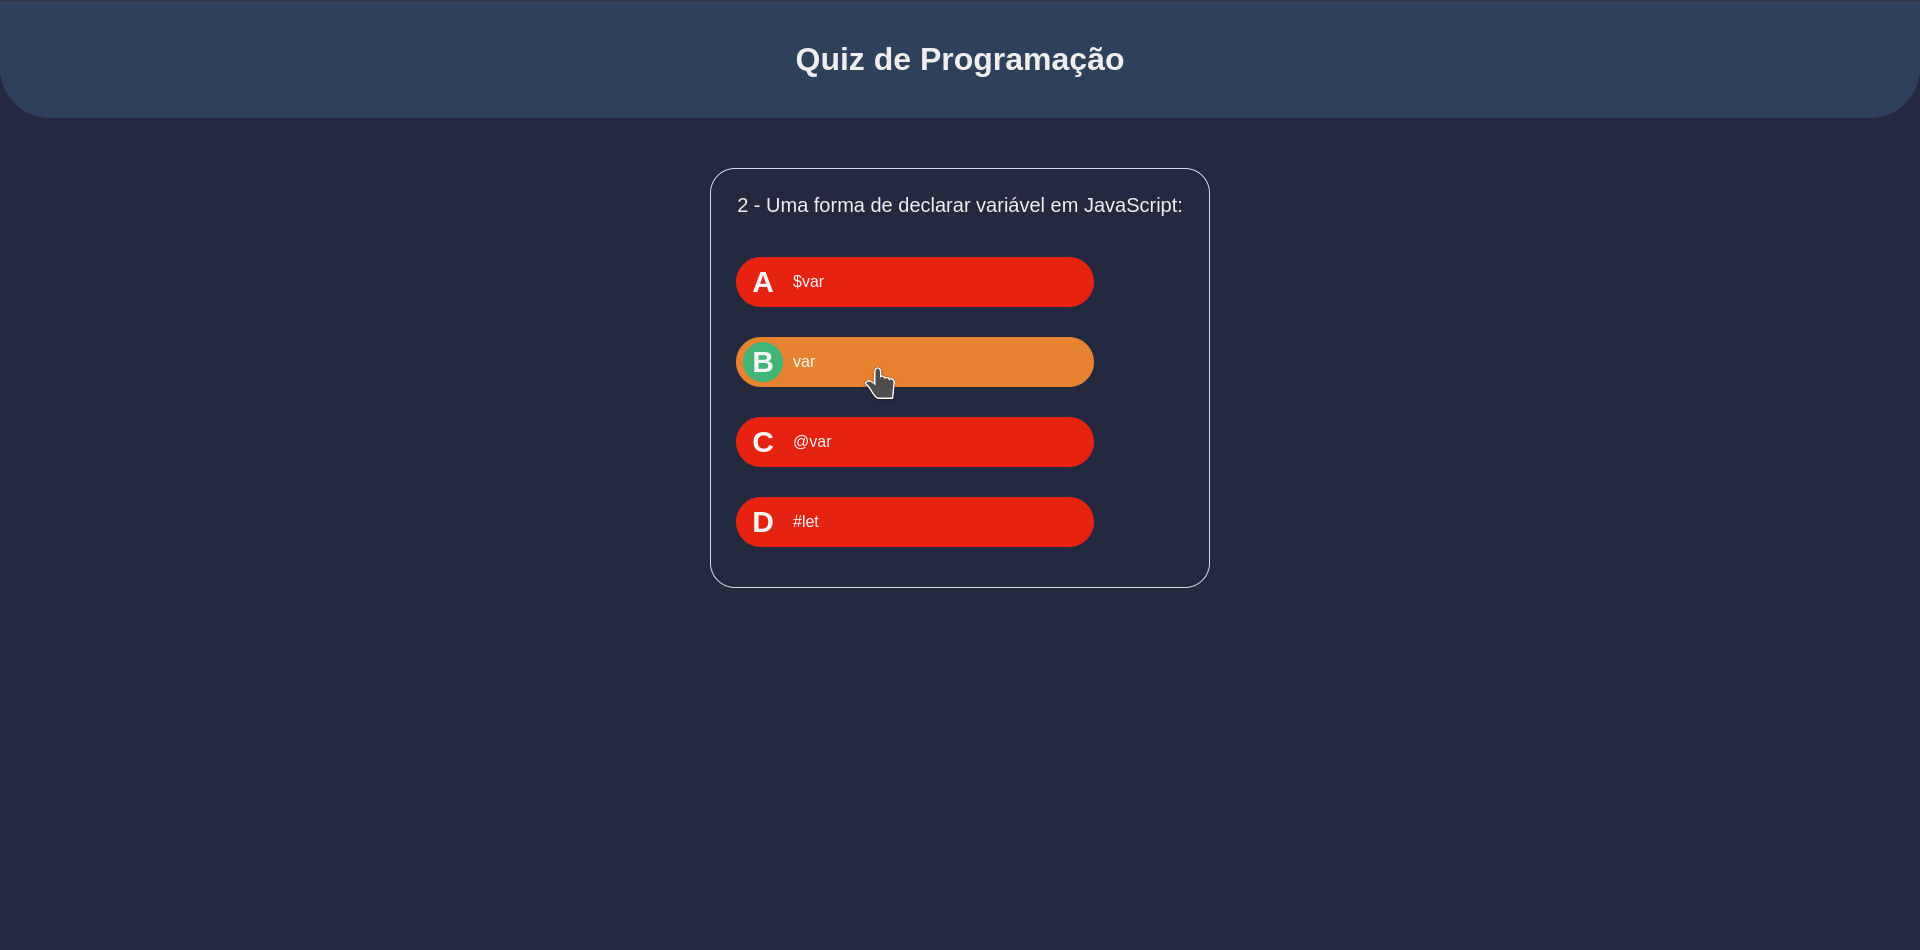 Quiz de Programação
2 - Uma forma de declarar variável em JavaScript:
A $var
B var
C @var
D #let